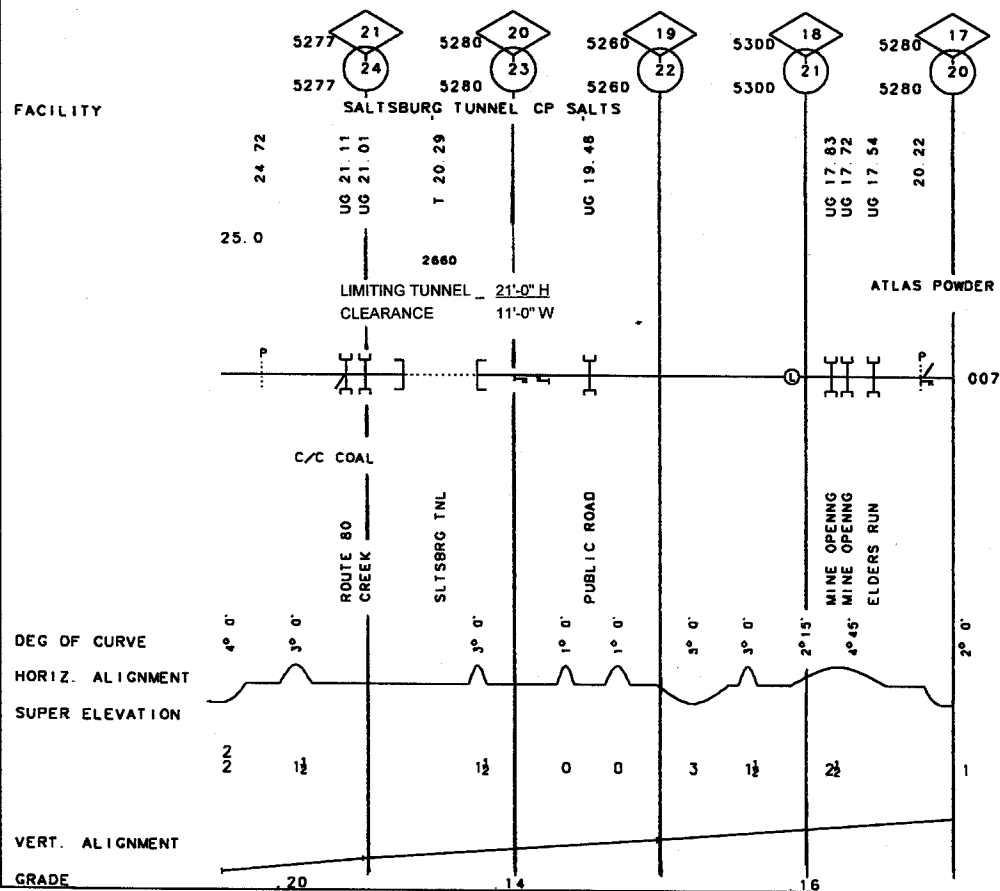 5277 21 5280 20 5260 19 5300 18 5280 17
5277 24 5280 23 5260 22 5300 21 5280 20
FACILITY SALTSBURG TUNNEL CP SALTS
24 72
UG 21.11
UG 21.01
T 20.29
UG 19.48
UG 17.83
UG 17.72
UG 17.54
20.22
25.0
2660
LIMITING TUNNEL 21'-0" H
CLEARANCE 11'-0" W
ATLAS POWDER
P
L
P
007
C/C COAL
ROUTE 80
CREEK
SLTSBRG TNL
PUBLIC ROAD
MINE OPENNG
MINE OPENNG
ELDERS RUN
DEG OF CURVE 4° 0' 3° 0' 3° 0' 1° 0' 1° 0' 5° 0' 3° 0' 2° 15' 4° 45' 2° 0'
HORIZ. ALIGNMENT
SUPER ELEVATION
2
2 1½ 1½ 0 0 3 1½ 2½ 1
VERT. ALIGNMENT
GRADE .20 .14 .16